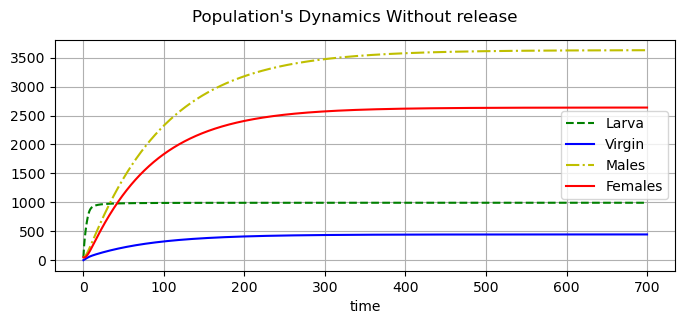 Population's Dynamics Without release
3500
3000
2500
2000
1500
1000
500
0
Larva
Virgin
Males
Females
0 100 200 300 400 500 600 700
time